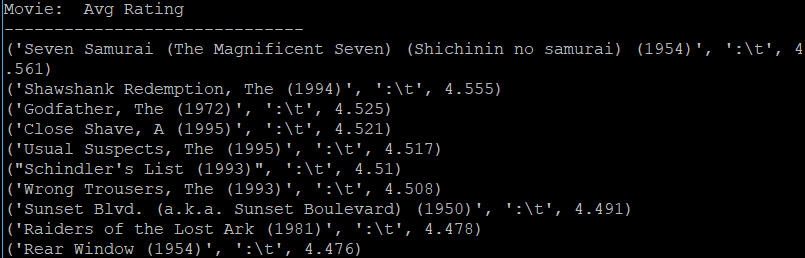 Movie:  Avg Rating
------------------------------
('Seven Samurai (The Magnificent Seven) (Shichinin no samurai) (1954)', ':\t', 4
.561)
('Shawshank Redemption, The (1994)', ':\t', 4.555)
('Godfather, The (1972)', ':\t', 4.525)
('Close Shave, A (1995)', ':\t', 4.521)
('Usual Suspects, The (1995)', ':\t', 4.517)
("Schindler's List (1993)", ':\t', 4.51)
('Wrong Trousers, The (1993)', ':\t', 4.508)
('Sunset Blvd. (a.k.a. Sunset Boulevard) (1950)', ':\t', 4.491)
('Raiders of the Lost Ark (1981)', ':\t', 4.478)
('Rear Window (1954)', ':\t', 4.476)